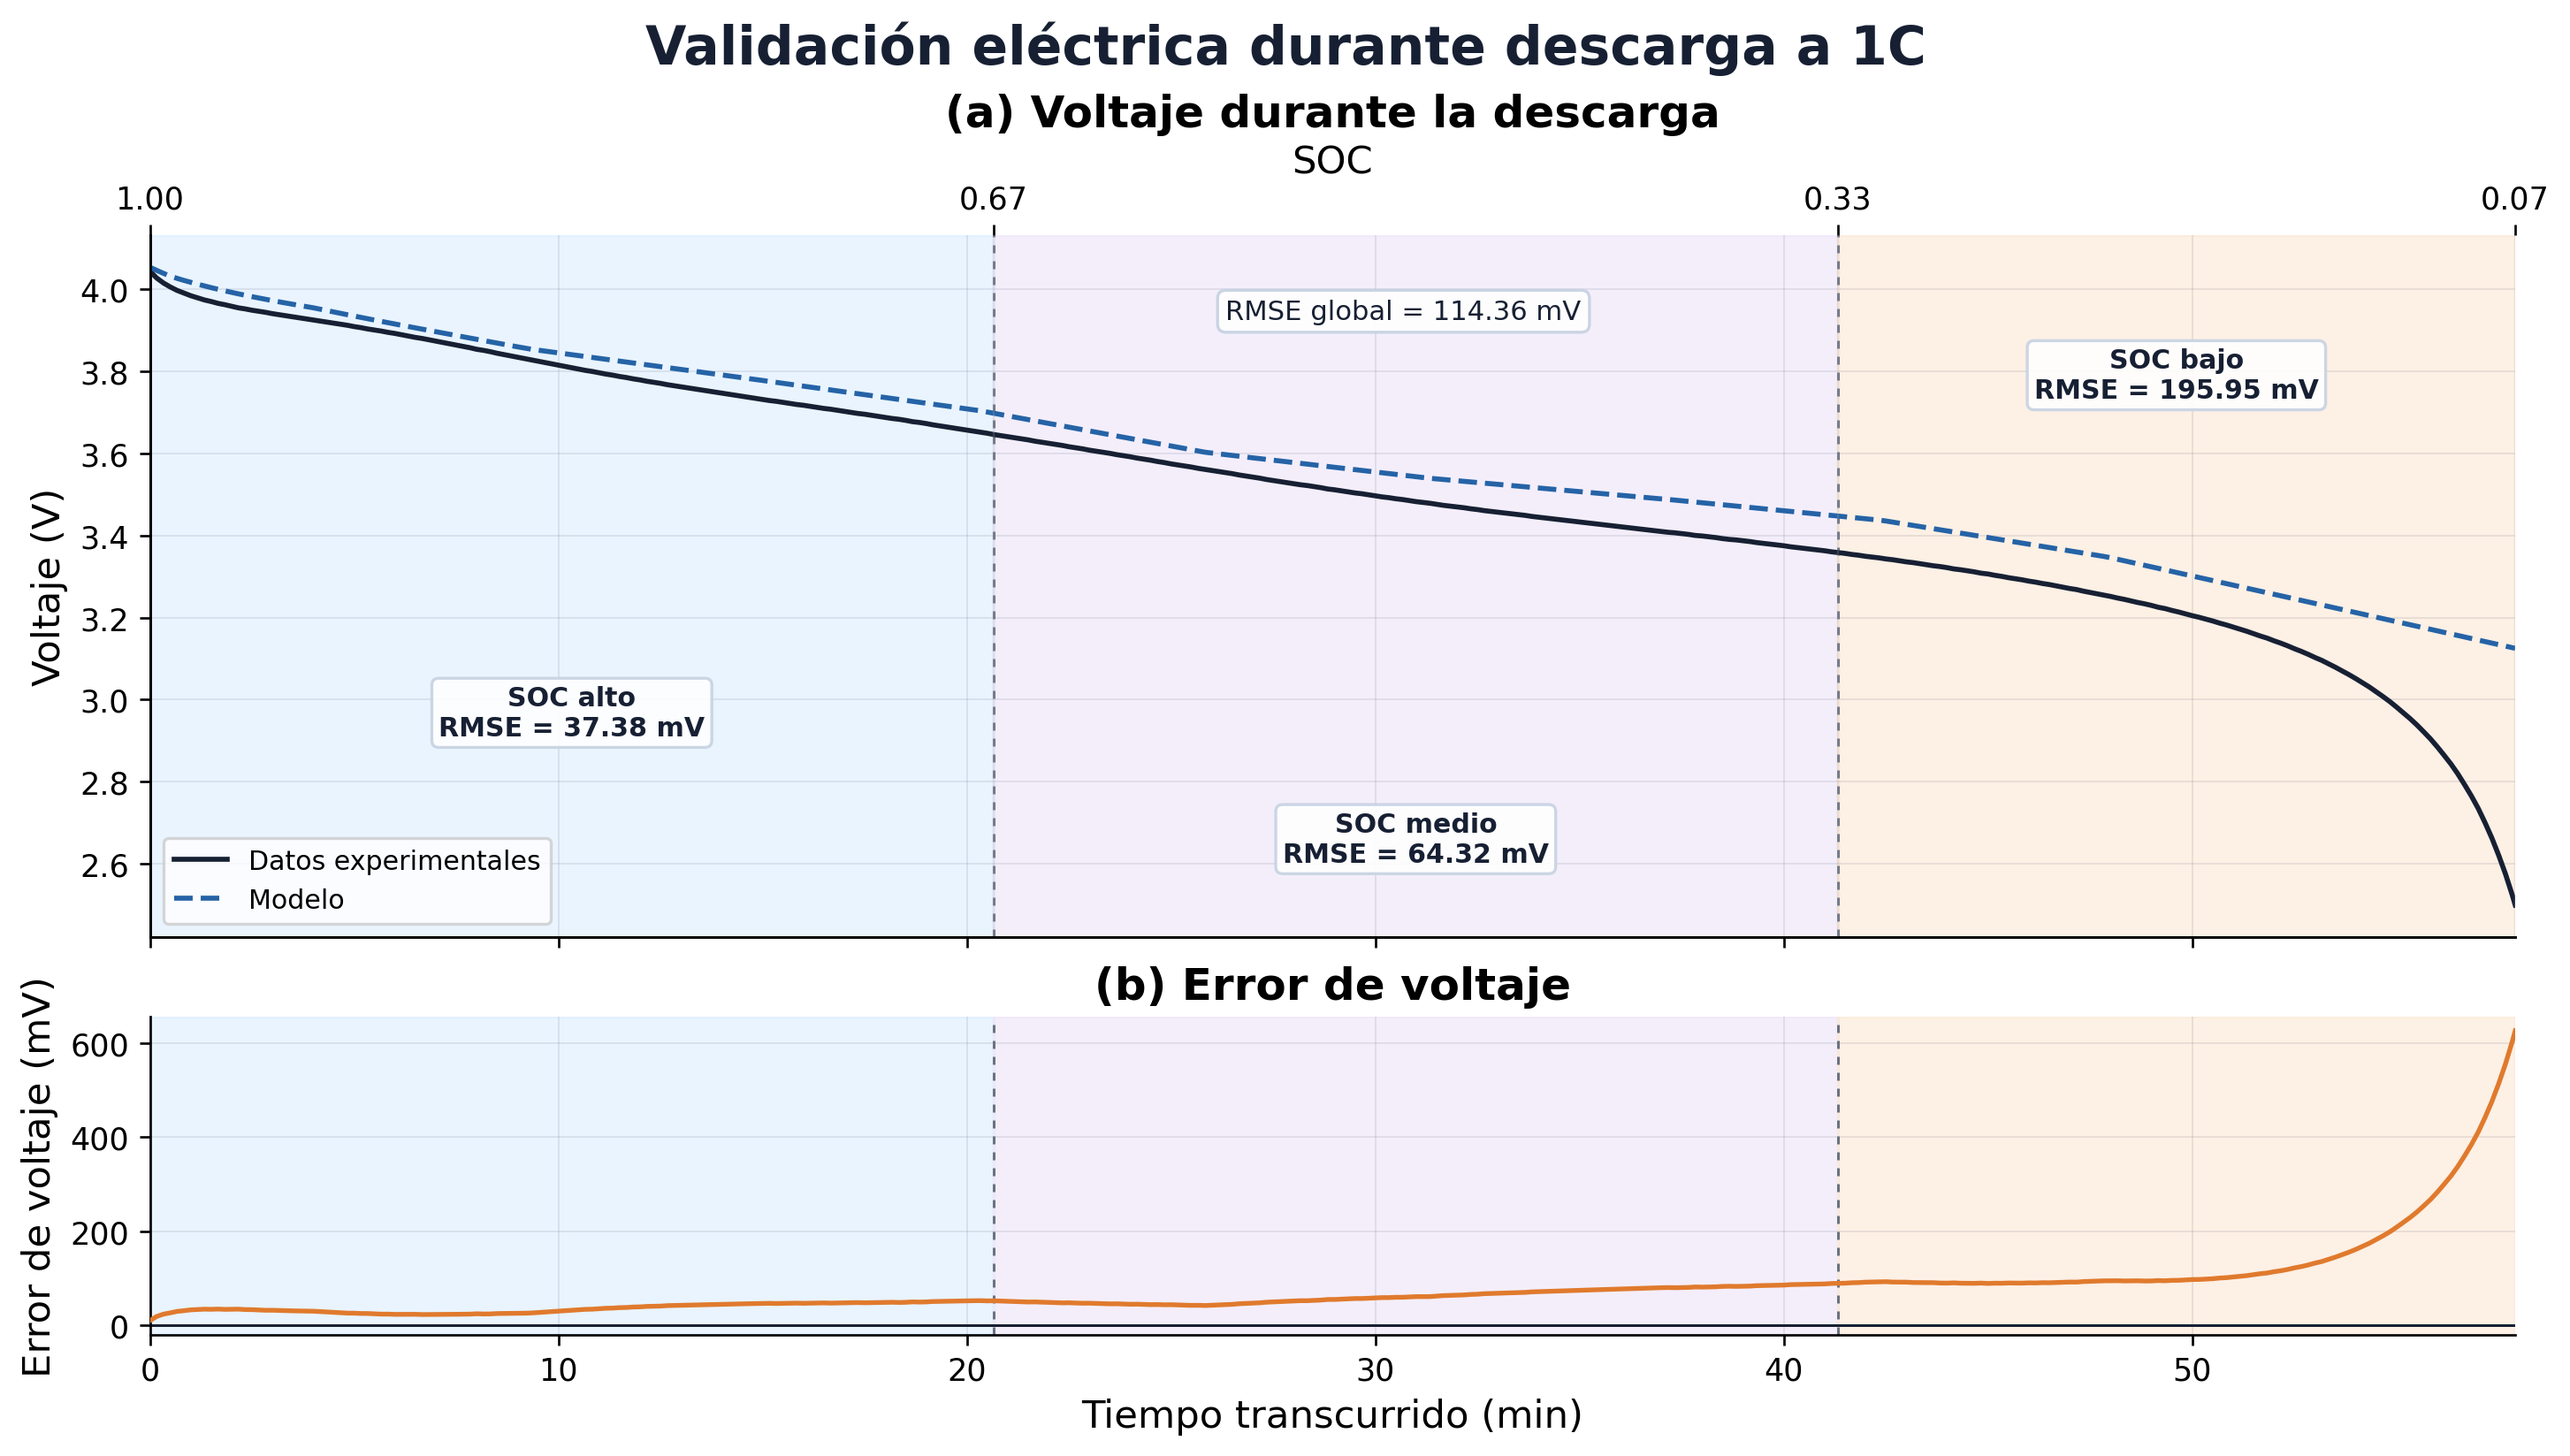 Validación eléctrica durante descarga a 1C
(a) Voltaje durante la descarga
SOC
1.00
0.67
0.33
0.07
Voltaje (V)
4.0
3.8
3.6
3.4
3.2
3.0
2.8
2.6
RMSE global = 114.36 mV
SOC bajo
RMSE = 195.95 mV
SOC alto
RMSE = 37.38 mV
SOC medio
RMSE = 64.32 mV
Datos experimentales
Modelo
(b) Error de voltaje
Error de voltaje (mV)
600
400
200
0
0
10
20
30
40
50
Tiempo transcurrido (min)